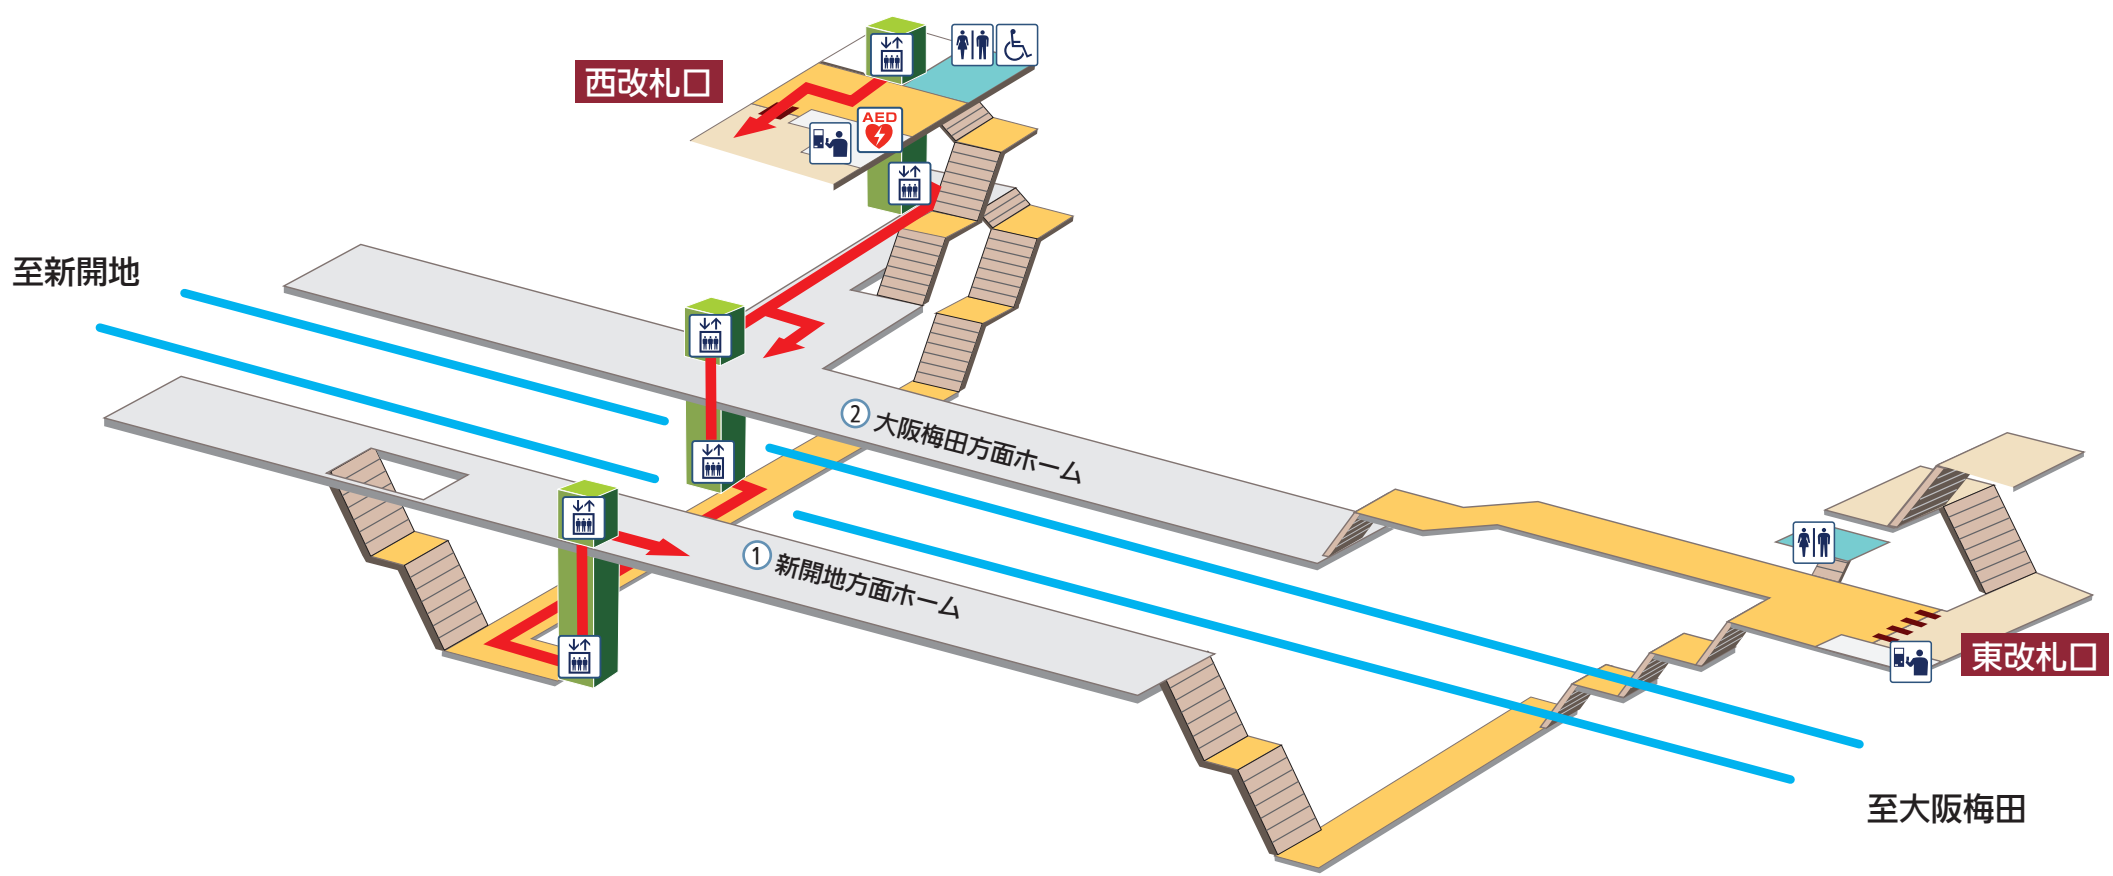 西改札口
AED
至新開地
② 大阪梅田方面ホーム
① 新開地方面ホーム
東改札口
至大阪梅田